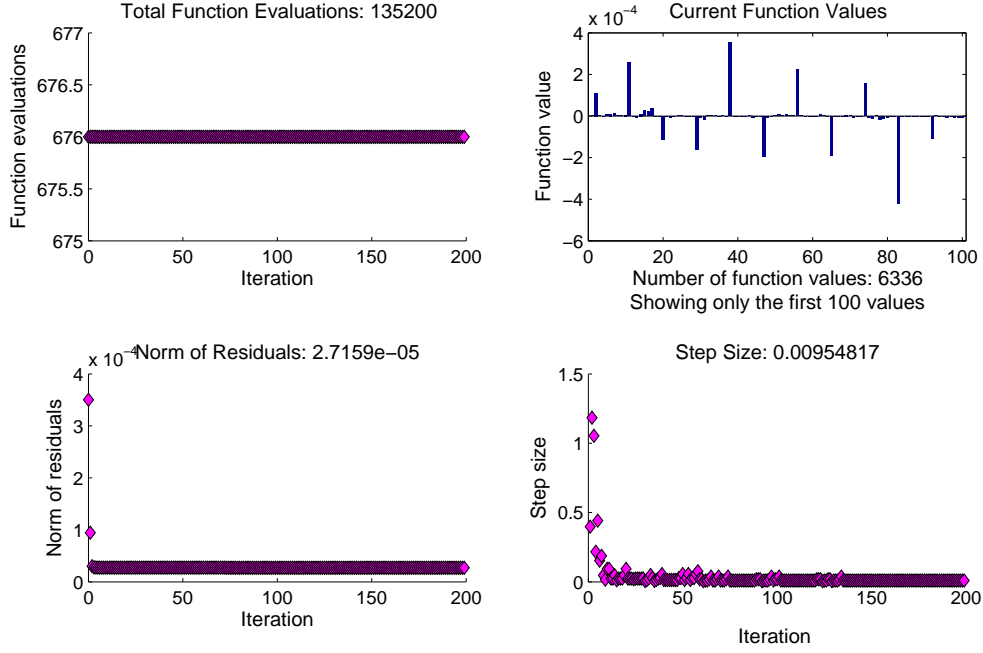 Total Function Evaluations: 135200
677
676.5
676
675.5
675
0 50 100 150 200
Function evaluations
Iteration
Current Function Values
x 10−4
4
2
0
−2
−4
−6
0 20 40 60 80 100
Function value
Number of function values: 6336
Showing only the first 100 values
x 10−4
Norm of Residuals: 2.7159e−05
4
3
2
1
0
0 50 100 150 200
Norm of residuals
Iteration
Step Size: 0.00954817
1.5
1
0.5
0
0 50 100 150 200
Step size
Iteration